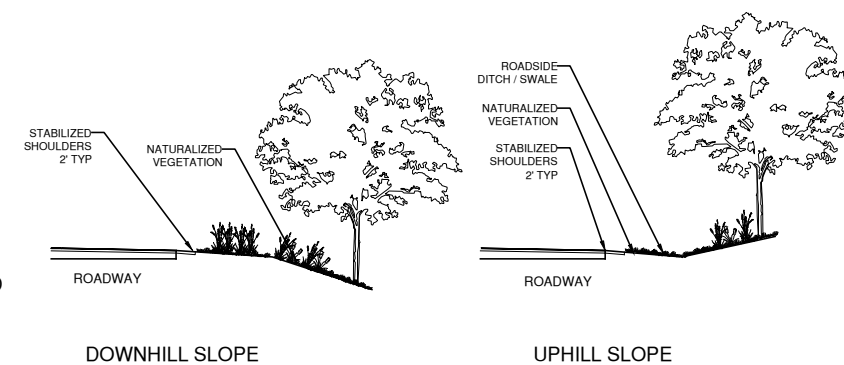 STABILIZED
SHOULDERS
2' TYP
NATURALIZED
VEGETATION
ROADWAY
DOWNHILL SLOPE
ROADSIDE
DITCH / SWALE
NATURALIZED
VEGETATION
STABILIZED
SHOULDERS
2' TYP
ROADWAY
UPHILL SLOPE